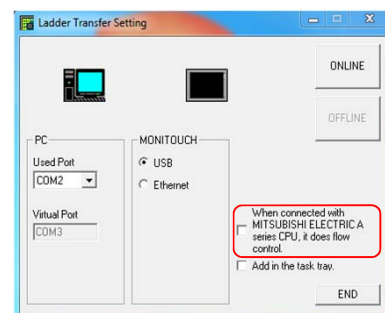 Ladder Transfer Setting
ONLINE
OFFLINE
PC
Used Port
COM2
Virtual Port
COM3
MONITOUCH
USB
Ethernet
When connected with
MITSUBISHI ELECTRIC A
series CPU, it does flow
control.
Add in the task tray.
END